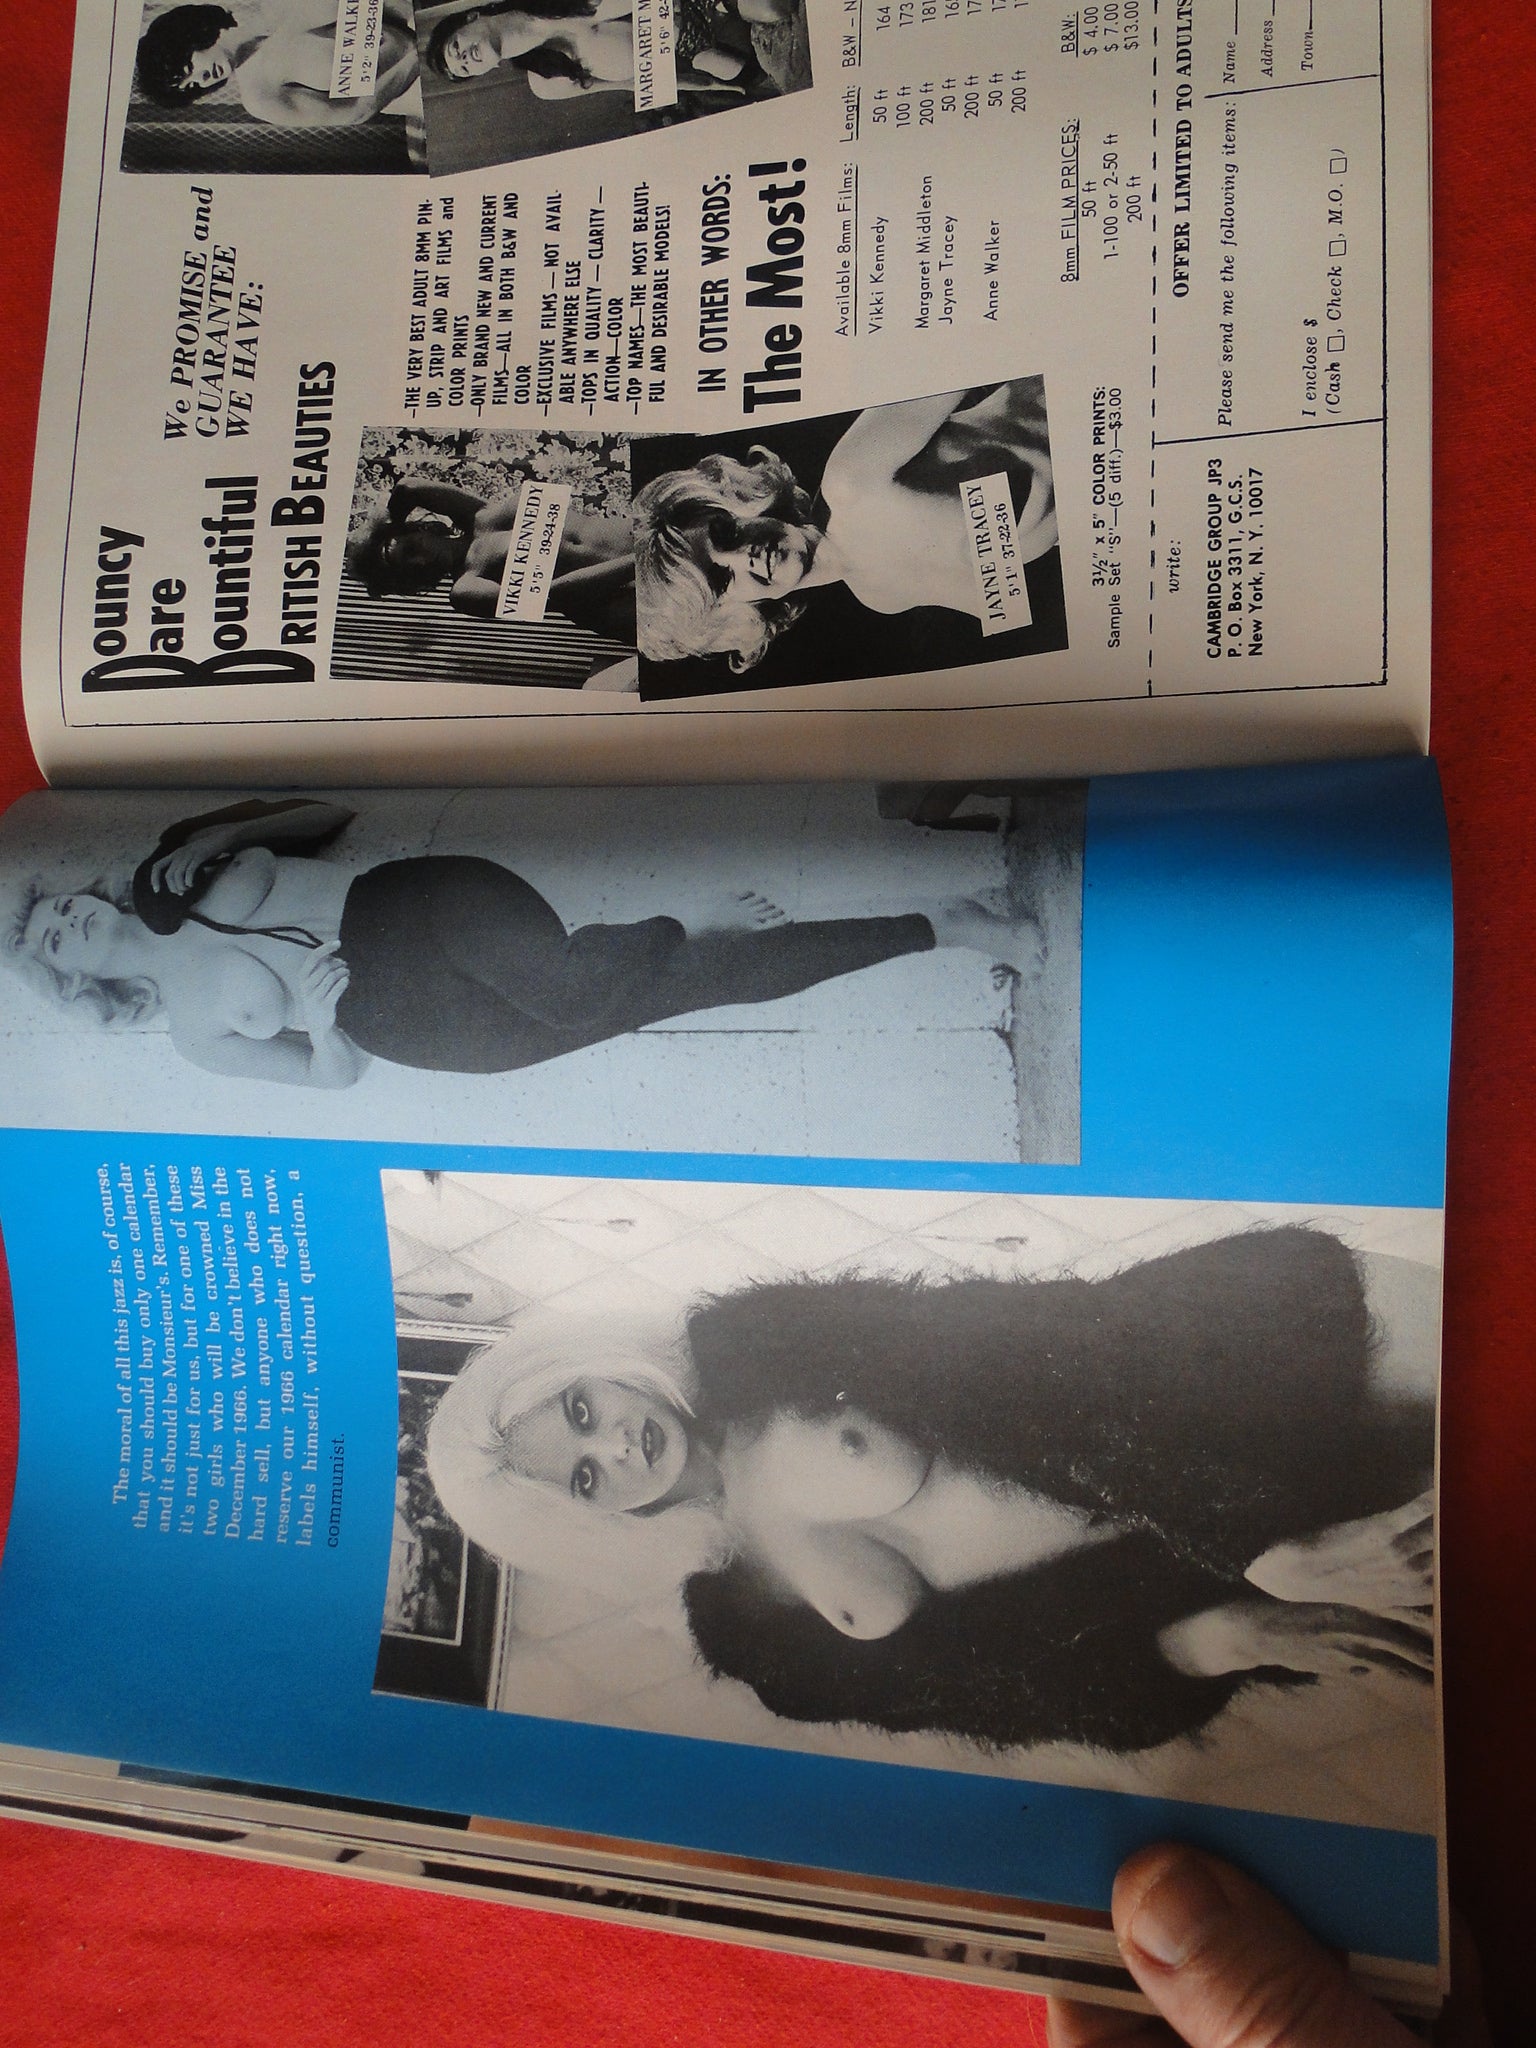 The moral of all this jazz is, of course,
that you should buy only one calendar
and it should be Monsieur's. Remember,
it's not just for us, but for one of these
two girls who will be crowned Miss
December 1966. We don't believe in the
hard sell, but anyone who does not
reserve our 1966 calendar right now,
labels himself, without question, a
communist.
Bouncy
Bare
Bountiful
BRITISH BEAUTIES
We PROMISE and
GUARANTEE
WE HAVE:
ANNE WALKE
5'2" 39-23-36
MARGARET M
5'6" 42-
VIKKI KENNEDY
5'5" 39-24-38
JAYNE TRACEY
5'1" 37-22-36
—THE VERY BEST ADULT 8MM PIN-
UP, STRIP AND ART FILMS and
COLOR PRINTS
—ONLY BRAND NEW AND CURRENT
FILMS—ALL IN BOTH B&W AND
COLOR
—EXCLUSIVE FILMS — NOT AVAIL-
ABLE ANYWHERE ELSE
—TOPS IN QUALITY — CLARITY —
ACTION—COLOR
—TOP NAMES—THE MOST BEAUTI-
FUL AND DESIRABLE MODELS!
IN OTHER WORDS:
The Most!
Available 8mm Films: Length: B&W – N
Vikki Kennedy 50 ft 164
100 ft 173
Margaret Middleton 200 ft 181
Jayne Tracey 50 ft 16
200 ft 17
Anne Walker 50 ft 17
200 ft 1
3½" x 5" COLOR PRINTS:
Sample Set "S"—(5 diff.)—$3.00
8mm FILM PRICES: B&W:
50 ft $ 4.00
1-100 or 2-50 ft $ 7.00
200 ft $13.00
OFFER LIMITED TO ADULTS
write:
CAMBRIDGE GROUP JP3
P. O. Box 3311, G.C.S.
New York, N. Y. 10017
Please send me the following items:
I enclose $
(Cash □, Check □, M.O. □)
Name
Address
Town